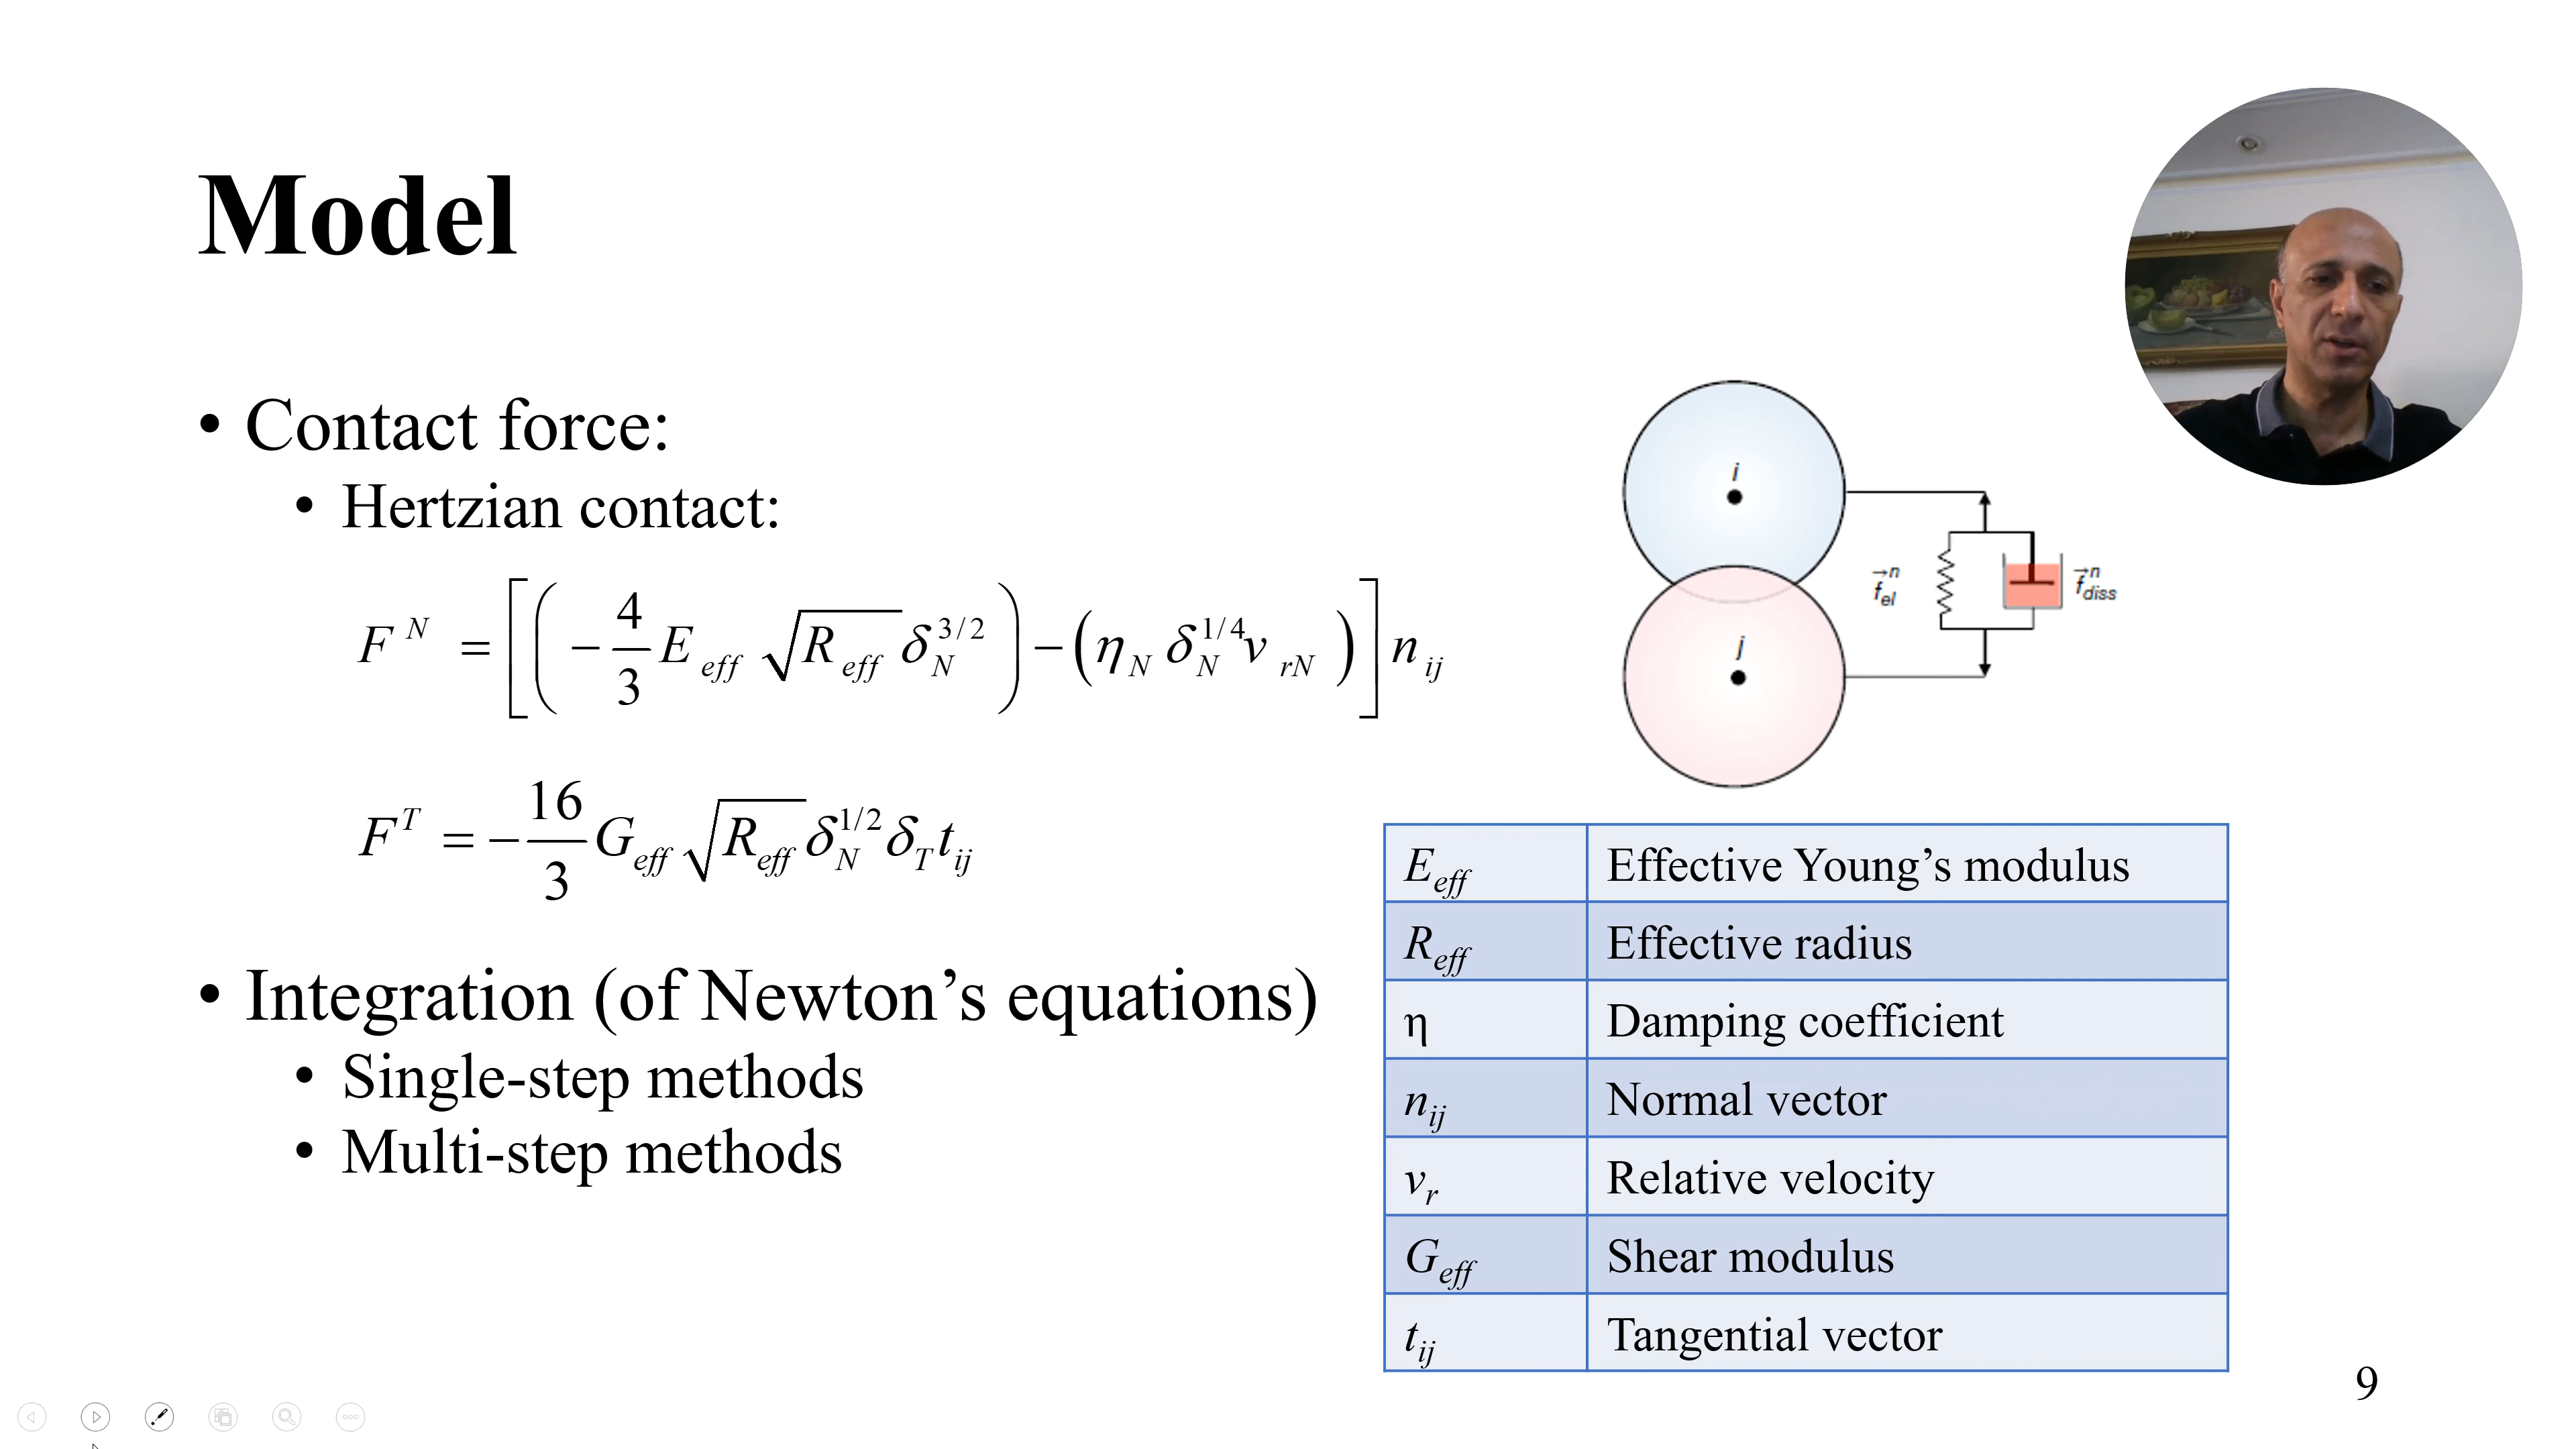 Model
• Contact force:
• Hertzian contact:
F^N = [(−4/3 E_eff √R_eff δ_N^{3/2}) − (η_N δ_N^{1/4} v_rN)] n_ij
F^T = −16/3 G_eff √R_eff δ_N^{1/2} δ_T t_ij
• Integration (of Newton’s equations)
• Single-step methods
• Multi-step methods
i
j
f⃗_el^n
f⃗_diss^n
E_eff Effective Young’s modulus
R_eff Effective radius
η Damping coefficient
n_ij Normal vector
v_r Relative velocity
G_eff Shear modulus
t_ij Tangential vector
9